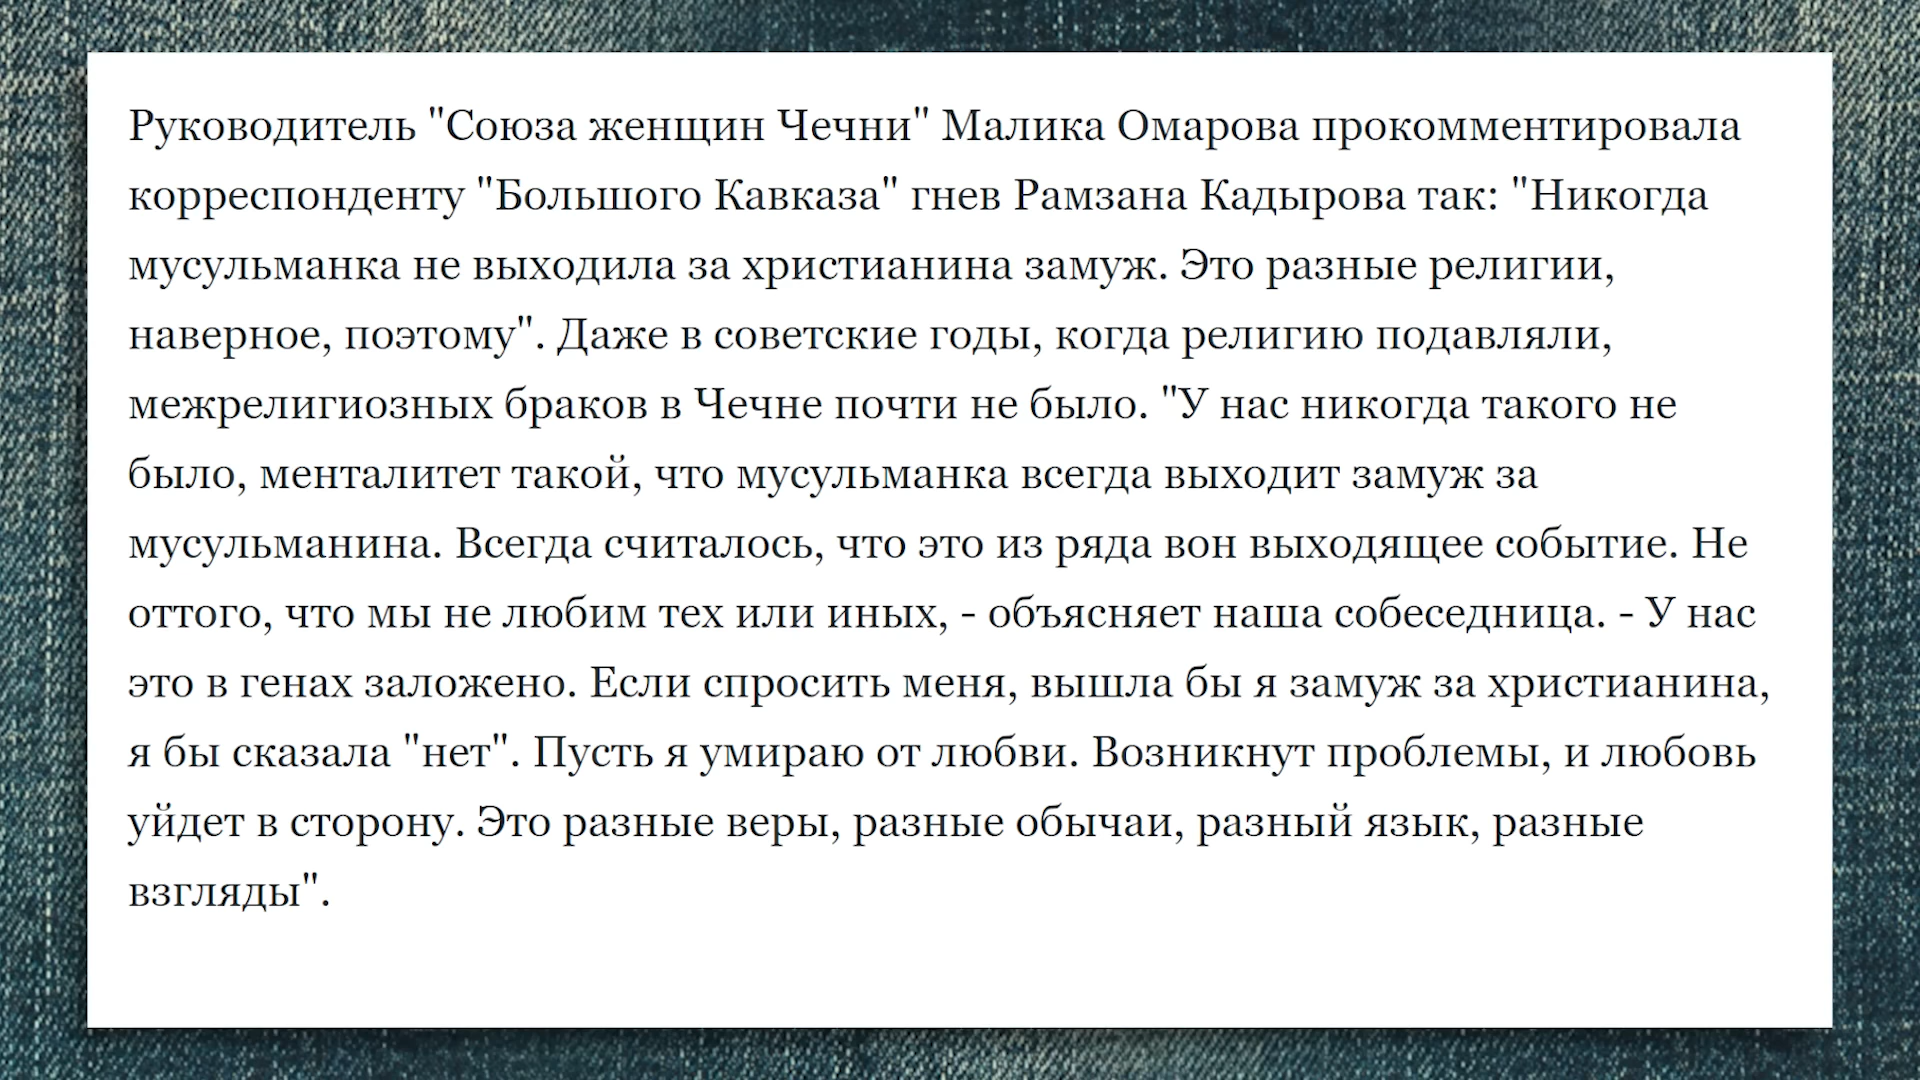 Руководитель "Союза женщин Чечни" Малика Омарова прокомментировала
корреспонденту "Большого Кавказа" гнев Рамзана Кадырова так: "Никогда
мусульманка не выходила за христианина замуж. Это разные религии,
наверное, поэтому". Даже в советские годы, когда религию подавляли,
межрелигиозных браков в Чечне почти не было. "У нас никогда такого не
было, менталитет такой, что мусульманка всегда выходит замуж за
мусульманина. Всегда считалось, что это из ряда вон выходящее событие. Не
оттого, что мы не любим тех или иных, - объясняет наша собеседница. - У нас
это в генах заложено. Если спросить меня, вышла бы я замуж за христианина,
я бы сказала "нет". Пусть я умираю от любви. Возникнут проблемы, и любовь
уйдет в сторону. Это разные веры, разные обычаи, разный язык, разные
взгляды".